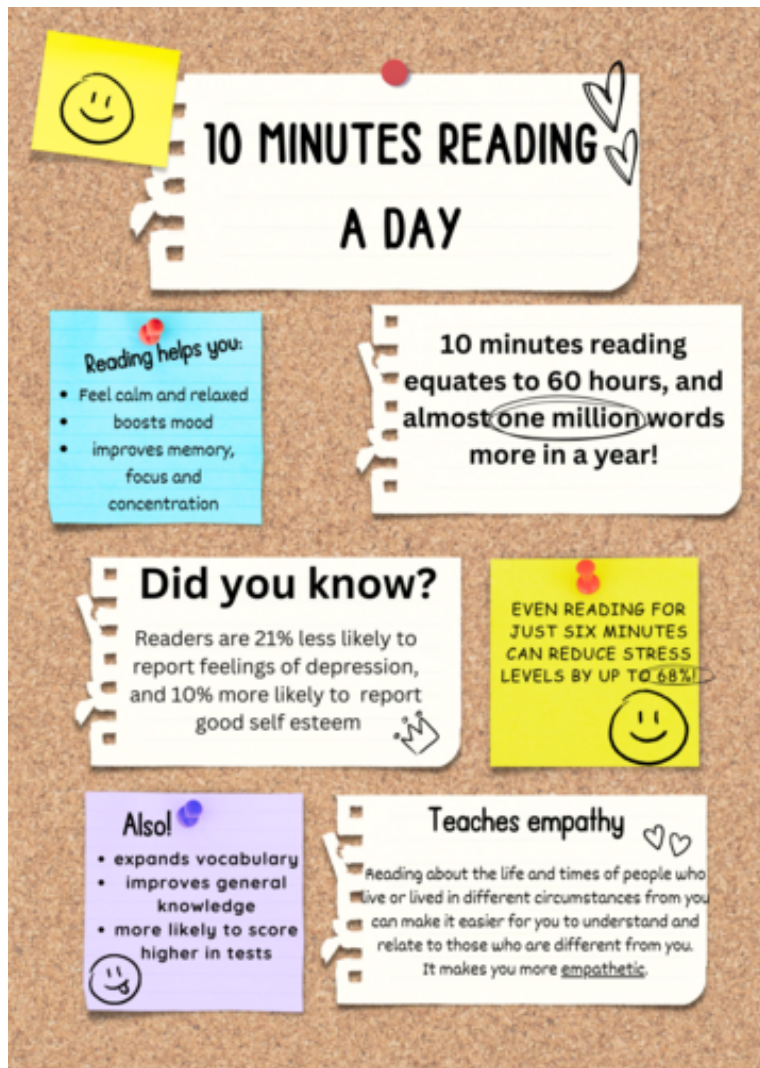 10 MINUTES READING
A DAY
Reading helps you:
• Feel calm and relaxed
• boosts mood
• improves memory,
focus and
concentration
10 minutes reading
equates to 60 hours, and
almost one million words
more in a year!
Did you know?
Readers are 21% less likely to
report feelings of depression,
and 10% more likely to report
good self esteem
EVEN READING FOR
JUST SIX MINUTES
CAN REDUCE STRESS
LEVELS BY UP TO 68%!
Also!
• expands vocabulary
• improves general
knowledge
• more likely to score
higher in tests
Teaches empathy
Reading about the life and times of people who
live or lived in different circumstances from you
can make it easier for you to understand and
relate to those who are different from you.
It makes you more empathetic.